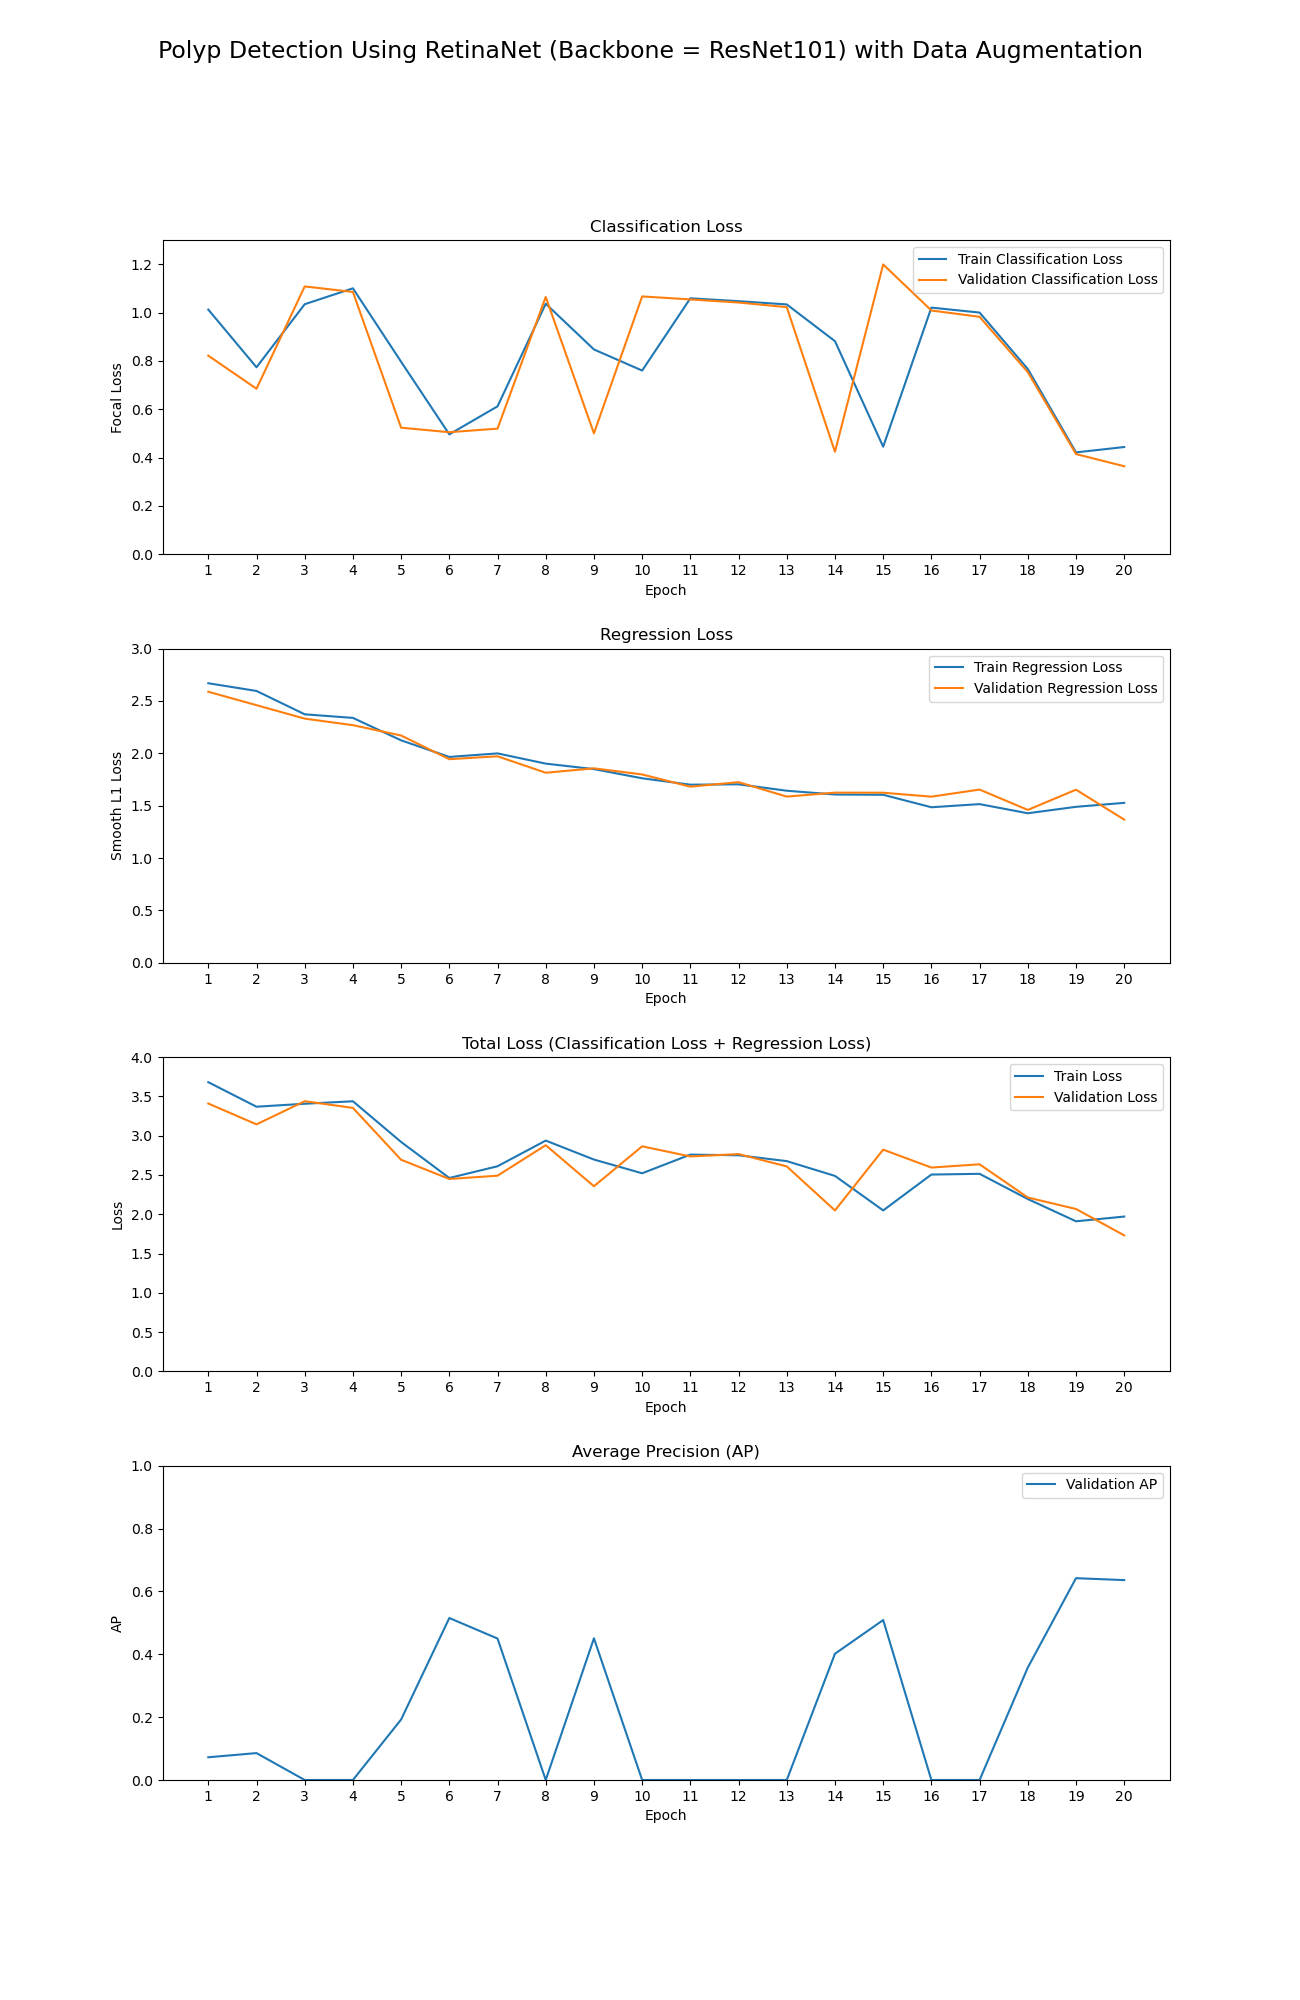 Polyp Detection Using RetinaNet (Backbone = ResNet101) with Data Augmentation
Classification Loss
Train Classification Loss
Validation Classification Loss
Focal Loss
1.2
1.0
0.8
0.6
0.4
0.2
0.0
1 2 3 4 5 6 7 8 9 10 11 12 13 14 15 16 17 18 19 20
Epoch
Regression Loss
Train Regression Loss
Validation Regression Loss
Smooth L1 Loss
3.0
2.5
2.0
1.5
1.0
0.5
0.0
1 2 3 4 5 6 7 8 9 10 11 12 13 14 15 16 17 18 19 20
Epoch
Total Loss (Classification Loss + Regression Loss)
Train Loss
Validation Loss
Loss
4.0
3.5
3.0
2.5
2.0
1.5
1.0
0.5
0.0
1 2 3 4 5 6 7 8 9 10 11 12 13 14 15 16 17 18 19 20
Epoch
Average Precision (AP)
Validation AP
AP
1.0
0.8
0.6
0.4
0.2
0.0
1 2 3 4 5 6 7 8 9 10 11 12 13 14 15 16 17 18 19 20
Epoch